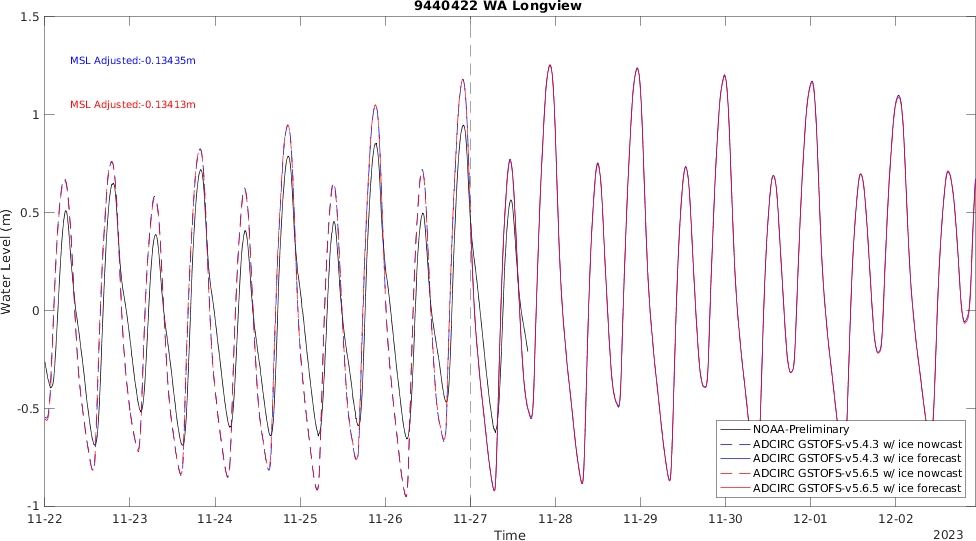 9440422 WA Longview
MSL Adjusted:-0.13435m
MSL Adjusted:-0.13413m
Water Level (m)
1.5
1
0.5
0
-0.5
-1
NOAA-Preliminary
ADCIRC GSTOFS-v5.4.3 w/ ice nowcast
ADCIRC GSTOFS-v5.4.3 w/ ice forecast
ADCIRC GSTOFS-v5.6.5 w/ ice nowcast
ADCIRC GSTOFS-v5.6.5 w/ ice forecast
11-22 11-23 11-24 11-25 11-26 11-27 11-28 11-29 11-30 12-01 12-02
Time
2023